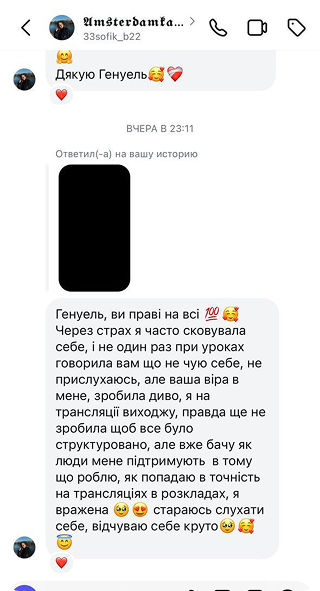 𝕬𝖒𝖘𝖙𝖊𝖗𝖉𝖆𝖒𝖐𝖆...
33sofik_b22
🤗
Дякую Генуель🥰❤️‍🩹
❤️
ВЧЕРА В 23:11
Ответил(-а) на вашу историю
Генуель, ви праві на всі 💯 🥰
Через страх я часто сковувала
себе, і не один раз при уроках
говорила вам що не чую себе, не
прислухаюсь, але ваша віра в
мене, зробила диво, я на
трансляції виходжу, правда ще не
зробила щоб все було
структуровано, але вже бачу як
люди мене підтримують в тому
що роблю, як попадаю в точність
на трансляціях в розкладах, я
вражена 🥹😍 стараюсь слухати
себе, відчуваю себе круто🥹🥰
😇
❤️